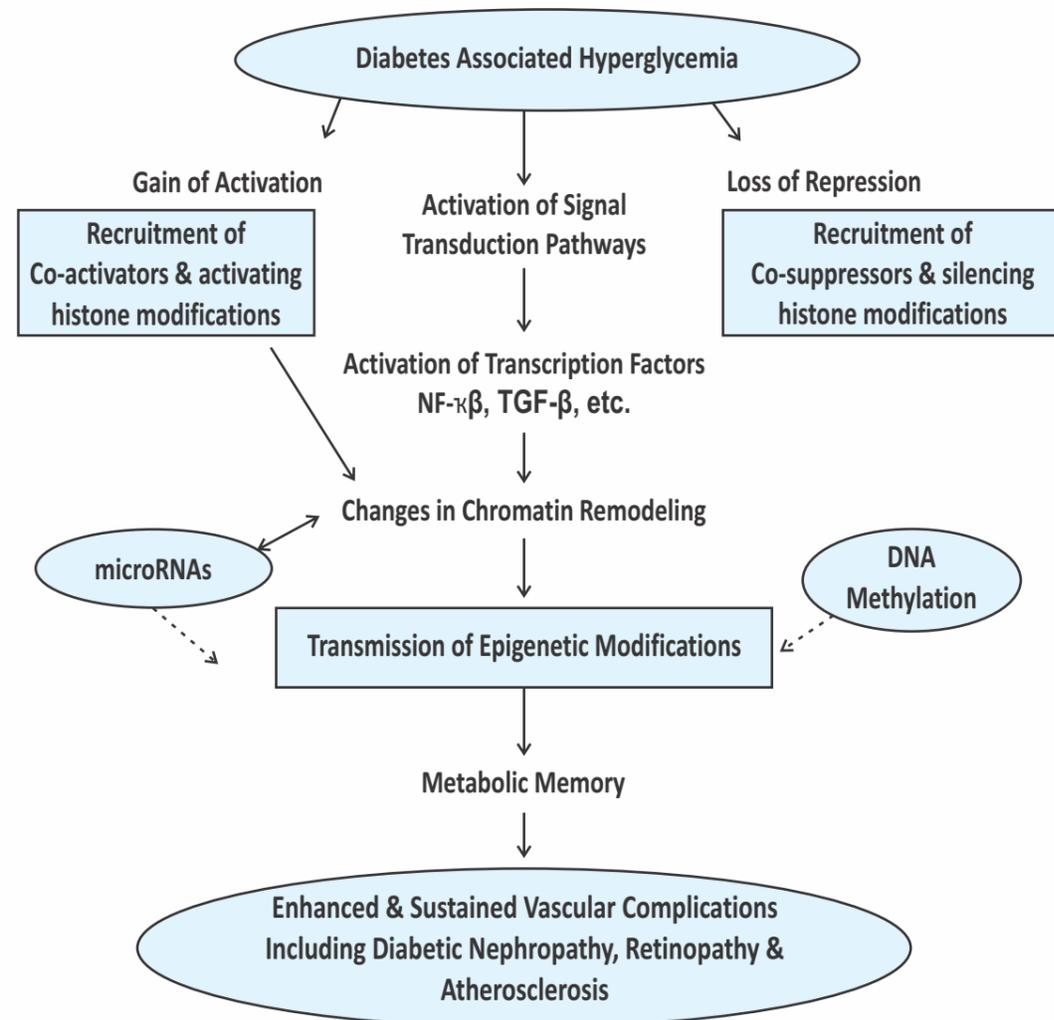 Diabetes Associated Hyperglycemia
Gain of Activation
Recruitment of
Co-activators & activating
histone modifications
Activation of Signal
Transduction Pathways
Loss of Repression
Recruitment of
Co-suppressors & silencing
histone modifications
Activation of Transcription Factors
NF-κβ, TGF-β, etc.
Changes in Chromatin Remodeling
microRNAs
DNA
Methylation
Transmission of Epigenetic Modifications
Metabolic Memory
Enhanced & Sustained Vascular Complications
Including Diabetic Nephropathy, Retinopathy &
Atherosclerosis